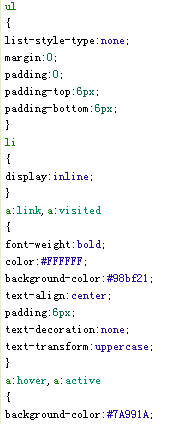 ul
{
list-style-type:none;
margin:0;
padding:0;
padding-top:6px;
padding-bottom:6px;
}
li
{
display:inline;
}
a:link,a:visited
{
font-weight:bold;
color:#FFFFFF;
background-color:#98bf21;
text-align:center;
padding:6px;
text-decoration:none;
text-transform:uppercase;
}
a:hover,a:active
{
background-color:#7A991A;